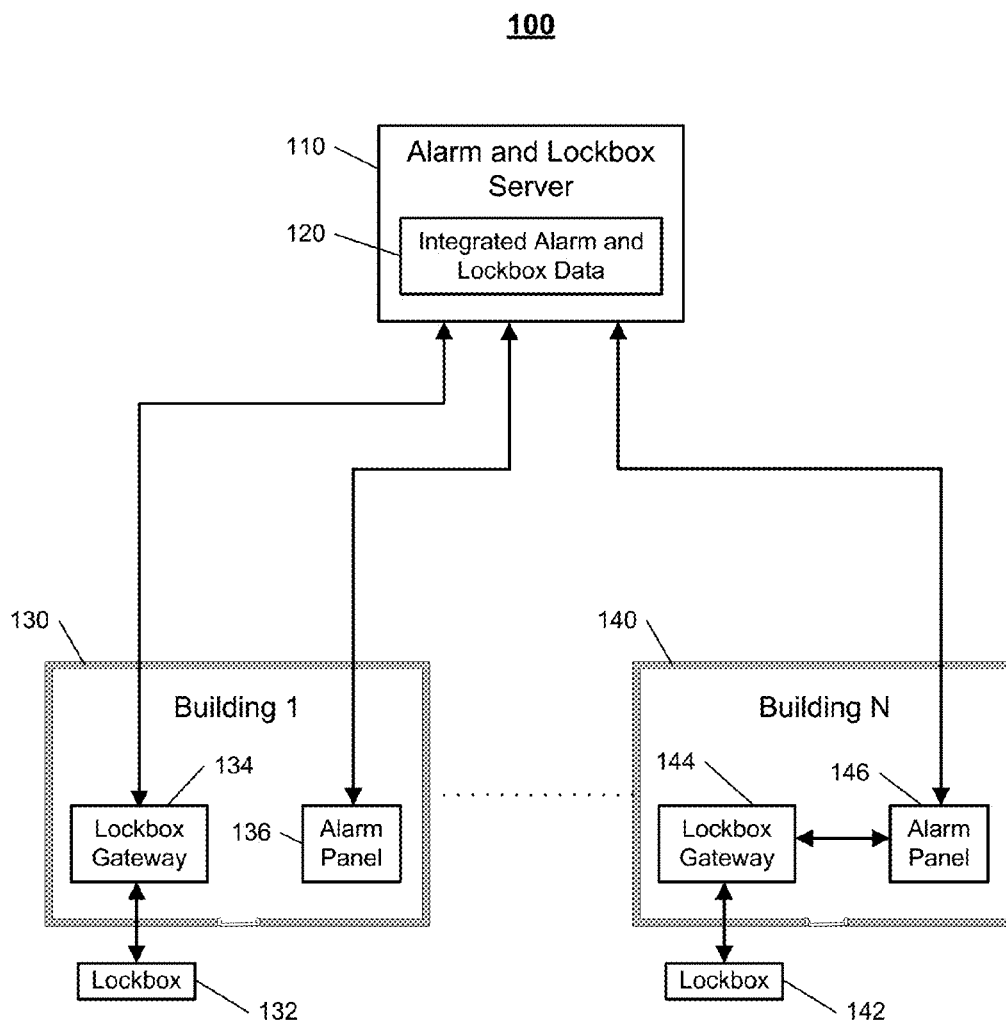 100
110
Alarm and Lockbox
Server
120
Integrated Alarm and
Lockbox Data
130
140
Building 1
Building N
134
144
146
Lockbox
Gateway
136
Alarm
Panel
Lockbox
Gateway
Alarm
Panel
Lockbox
132
Lockbox
142